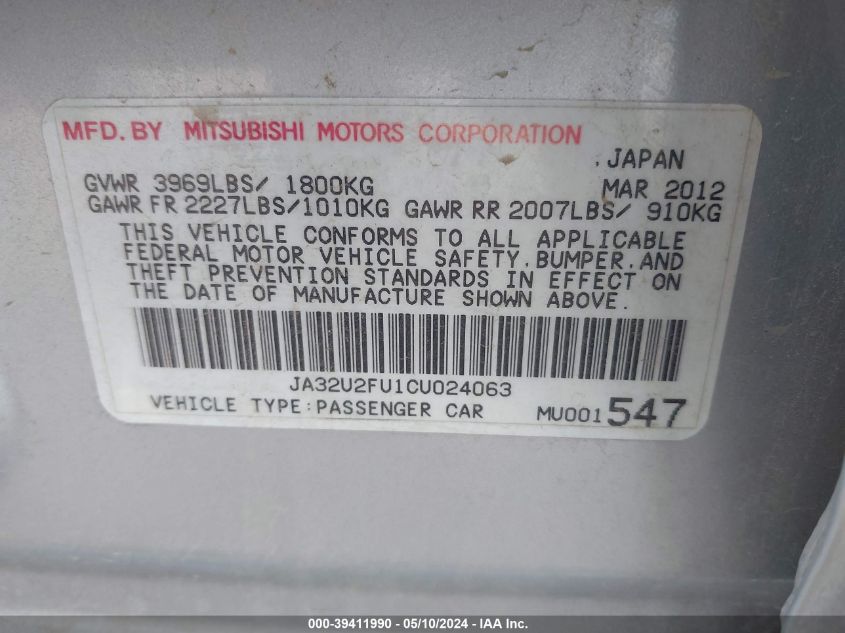 MFD. BY MITSUBISHI MOTORS CORPORATION
JAPAN
GVWR 3969LBS/ 1800KG MAR 2012
GAWR FR 2227LBS/1010KG GAWR RR 2007LBS/ 910KG
THIS VEHICLE CONFORMS TO ALL APPLICABLE
FEDERAL MOTOR VEHICLE SAFETY, BUMPER, AND
THEFT PREVENTION STANDARDS IN EFFECT ON
THE DATE OF MANUFACTURE SHOWN ABOVE.
JA32U2FU1CU024063
VEHICLE TYPE:PASSENGER CAR MU001547
000-39411990 - 05/10/2024 - IAA Inc.